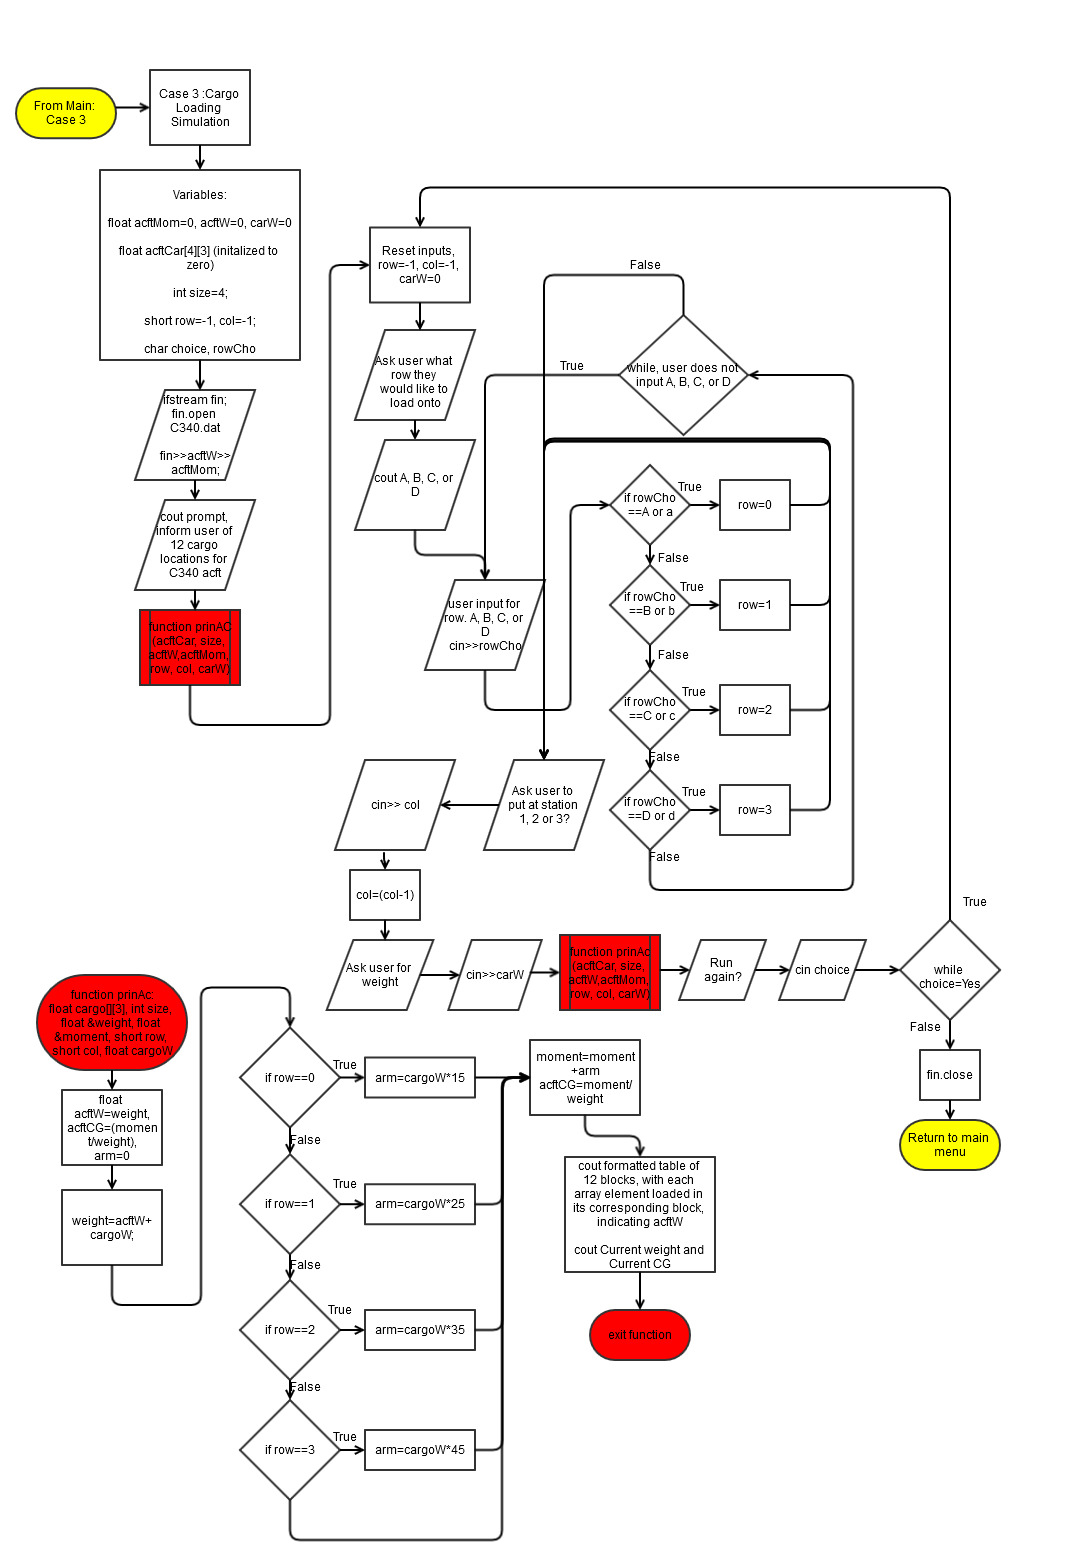 From Main:
Case 3
Case 3 :Cargo
Loading
Simulation
Variables:
float acftMom=0, acftW=0, carW=0
float acftCar[4][3] (initalized to
zero)
int size=4;
short row=-1, col=-1;
char choice, rowCho
ifstream fin;
fin.open
C340.dat
fin>>acftW>>
acftMom;
cout prompt,
inform user of
12 cargo
locations for
C340 acft
function prinAC
(acftCar, size,
acftW,acftMom,
row, col, carW)
Reset inputs,
row=-1, col=-1,
carW=0
Ask user what
row they
would like to
load onto
cout A, B, C, or
D
user input for
row. A, B, C, or
D
cin>>rowCho
False
while, user does not
input A, B, C, or D
True
if rowCho
==A or a
True
row=0
False
if rowCho
==B or b
True
row=1
False
if rowCho
==C or c
True
row=2
False
if rowCho
==D or d
True
row=3
False
Ask user to
put at station
1, 2 or 3?
cin>> col
col=(col-1)
Ask user for
weight
cin>>carW
function prinAc
(acftCar, size,
acftW,acftMom,
row, col, carW)
Run
again?
cin choice
while
choice=Yes
True
False
fin.close
Return to main
menu
function prinAc:
float cargo[][3], int size,
float &weight, float
&moment, short row,
short col, float cargoW
float
acftW=weight,
acftCG=(momen
t/weight),
arm=0
weight=acftW+
cargoW;
if row==0
True
arm=cargoW*15
False
if row==1
True
arm=cargoW*25
False
if row==2
True
arm=cargoW*35
False
if row==3
True
arm=cargoW*45
moment=moment
+arm
acftCG=moment/
weight
cout formatted table of
12 blocks, with each
array element loaded in
its corresponding block,
indicating acftW
cout Current weight and
Current CG
exit function